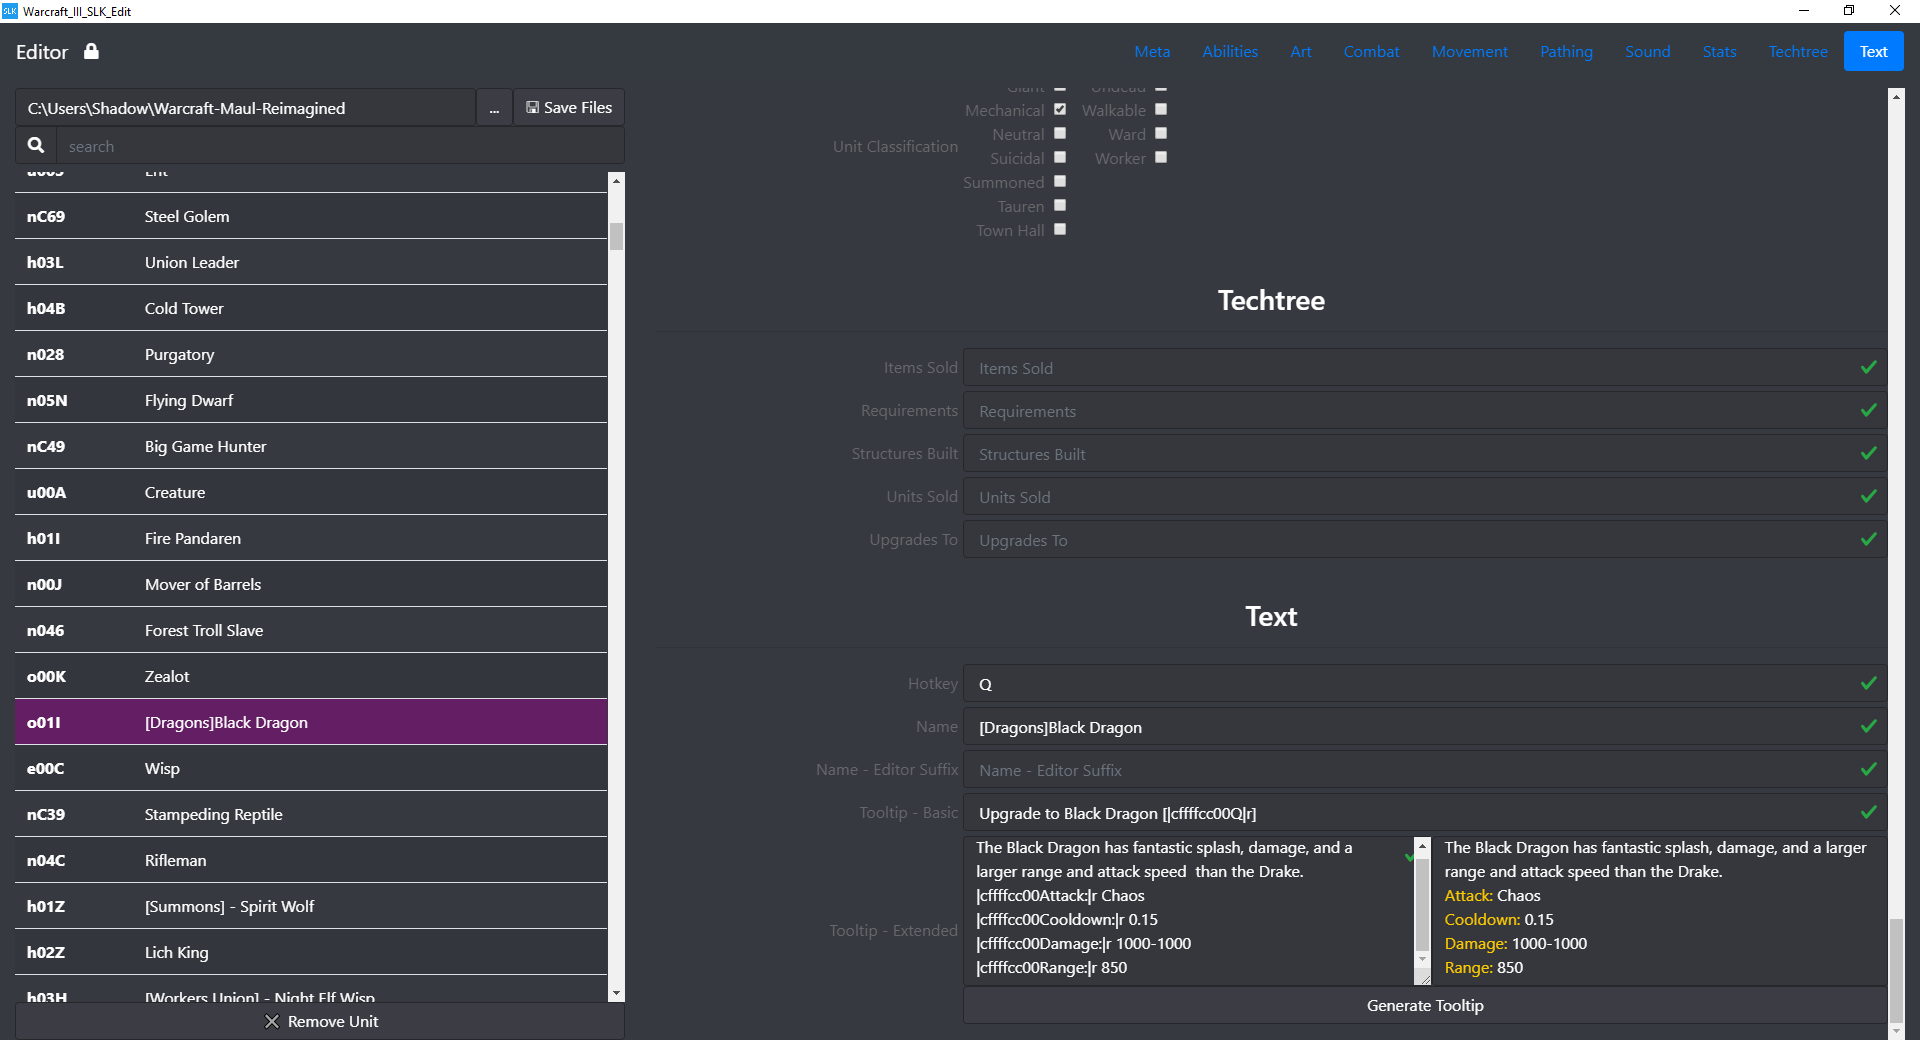 SLK Warcraft_III_SLK_Edit
Editor
Meta Abilities Art Combat Movement Pathing Sound Stats Techtree Text
C:\Users\Shadow\Warcraft-Maul-Reimagined ... Save Files
search
Ent
nC69 Steel Golem
h03L Union Leader
h04B Cold Tower
n028 Purgatory
n05N Flying Dwarf
nC49 Big Game Hunter
u00A Creature
h01I Fire Pandaren
n00J Mover of Barrels
n046 Forest Troll Slave
o00K Zealot
o01I [Dragons]Black Dragon
e00C Wisp
nC39 Stampeding Reptile
n04C Rifleman
h01Z [Summons] - Spirit Wolf
h02Z Lich King
h03H [Workers Union] - Night Elf Wisp
Remove Unit
Giant Undead
Mechanical Walkable
Neutral Ward
Unit Classification
Suicidal Worker
Summoned
Tauren
Town Hall
Techtree
Items Sold Items Sold
Requirements Requirements
Structures Built Structures Built
Units Sold Units Sold
Upgrades To Upgrades To
Text
Hotkey Q
Name [Dragons]Black Dragon
Name - Editor Suffix Name - Editor Suffix
Tooltip - Basic Upgrade to Black Dragon [|cffffcc00Q|r]
Tooltip - Extended
The Black Dragon has fantastic splash, damage, and a
larger range and attack speed  than the Drake.
|cffffcc00Attack:|r Chaos
|cffffcc00Cooldown:|r 0.15
|cffffcc00Damage:|r 1000-1000
|cffffcc00Range:|r 850
The Black Dragon has fantastic splash, damage, and a larger
range and attack speed than the Drake.
Attack: Chaos
Cooldown: 0.15
Damage: 1000-1000
Range: 850
Generate Tooltip